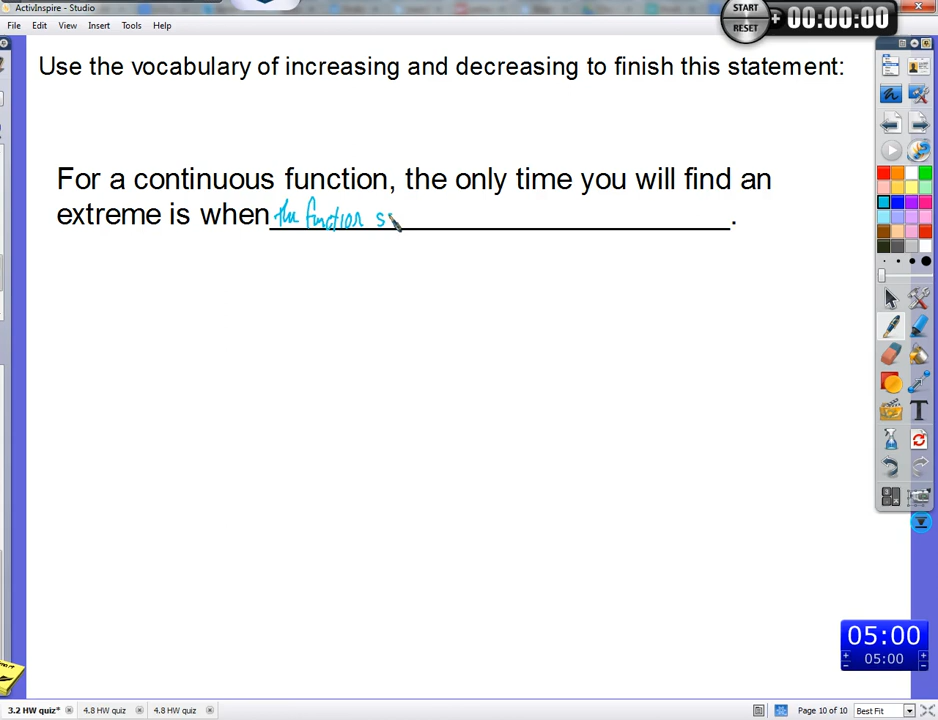 ActivInspire - Studio
START
RESET
+ 00:00:00
File Edit View Insert Tools Help
Use the vocabulary of increasing and decreasing to finish this statement:
For a continuous function, the only time you will find an
extreme is when the function s.
05:00
05:00
3.2 HW quiz* 4.8 HW quiz 4.8 HW quiz Page 10 of 10 Best Fit